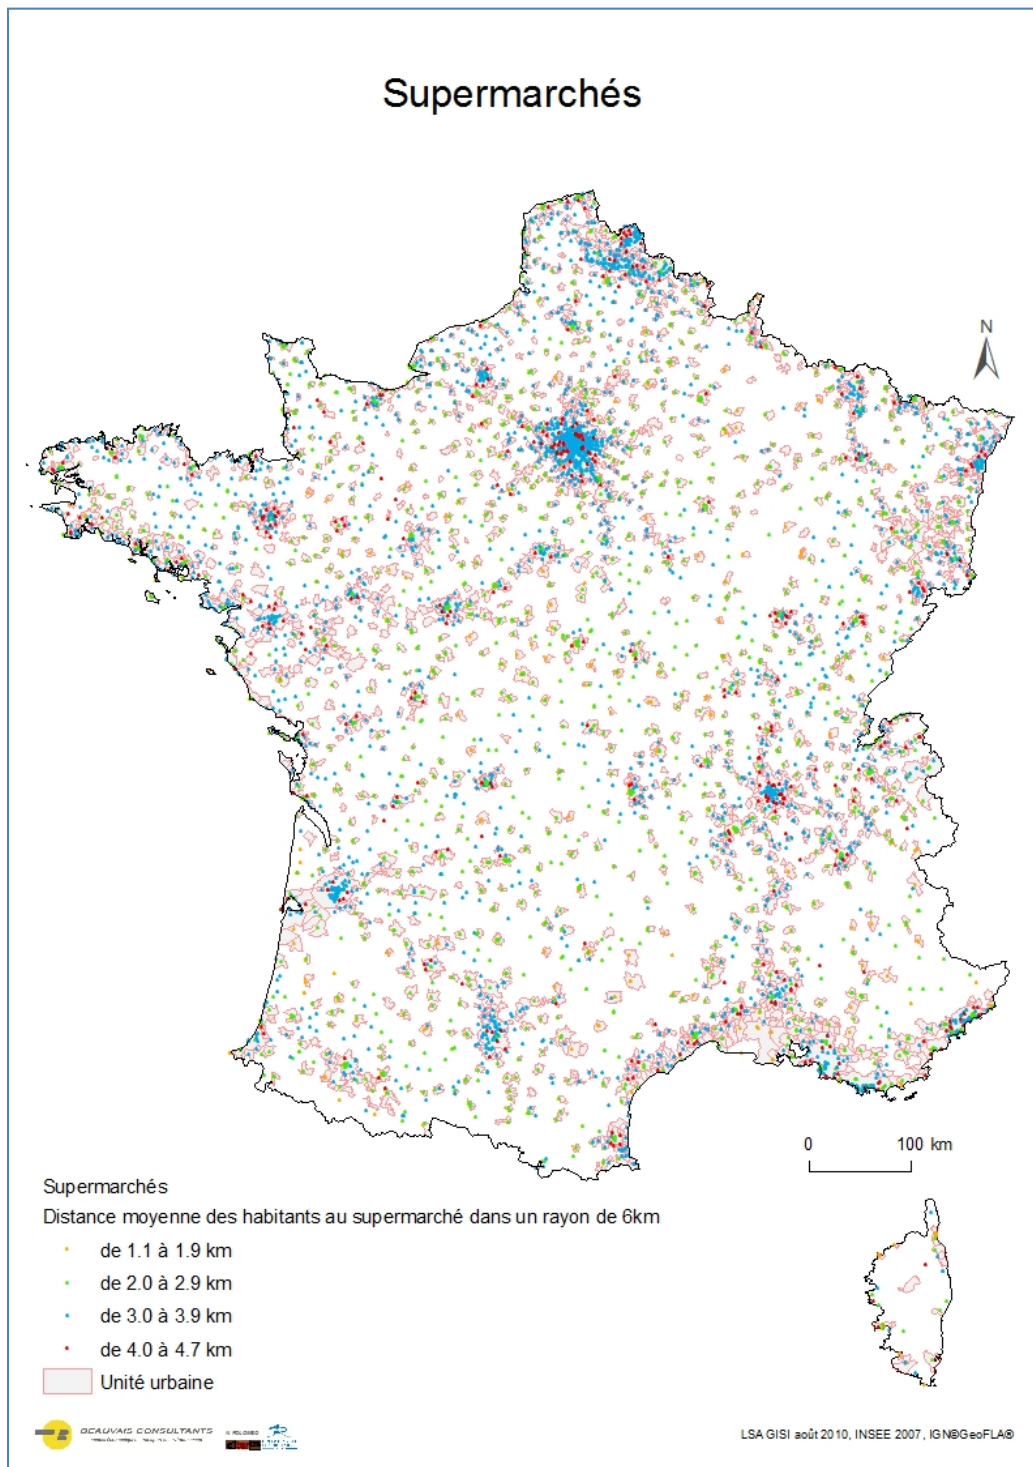 Supermarchés
N
0 100 km
Supermarchés
Distance moyenne des habitants au supermarché dans un rayon de 6km
de 1.1 à 1.9 km
de 2.0 à 2.9 km
de 3.0 à 3.9 km
de 4.0 à 4.7 km
Unité urbaine
BEAUVAIS CONSULTANTS
LSA GISI août 2010, INSEE 2007, IGN®GeoFLA®